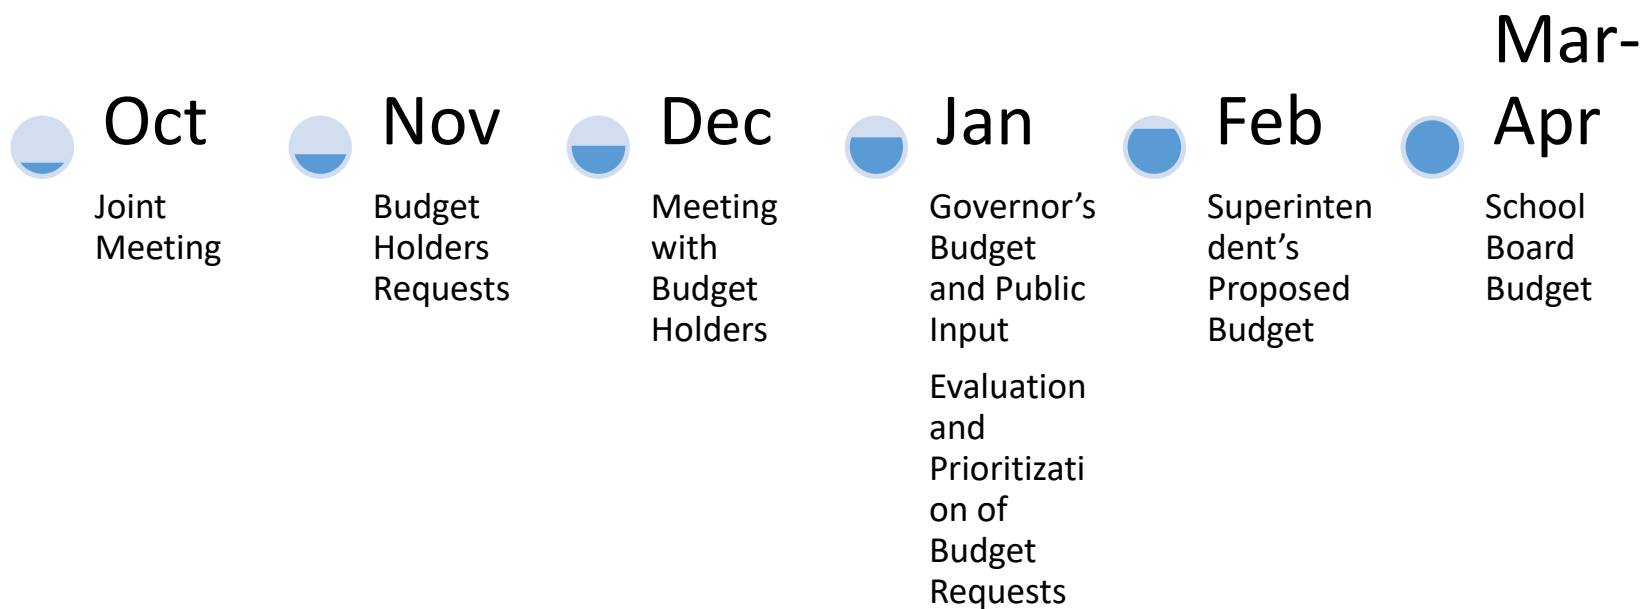 Oct
Joint
Meeting
Nov
Budget
Holders
Requests
Dec
Meeting
with
Budget
Holders
Jan
Governor’s
Budget
and Public
Input
Evaluation
and
Prioritizati
on of
Budget
Requests
Feb
Superinten
dent’s
Proposed
Budget
Mar-
Apr
School
Board
Budget